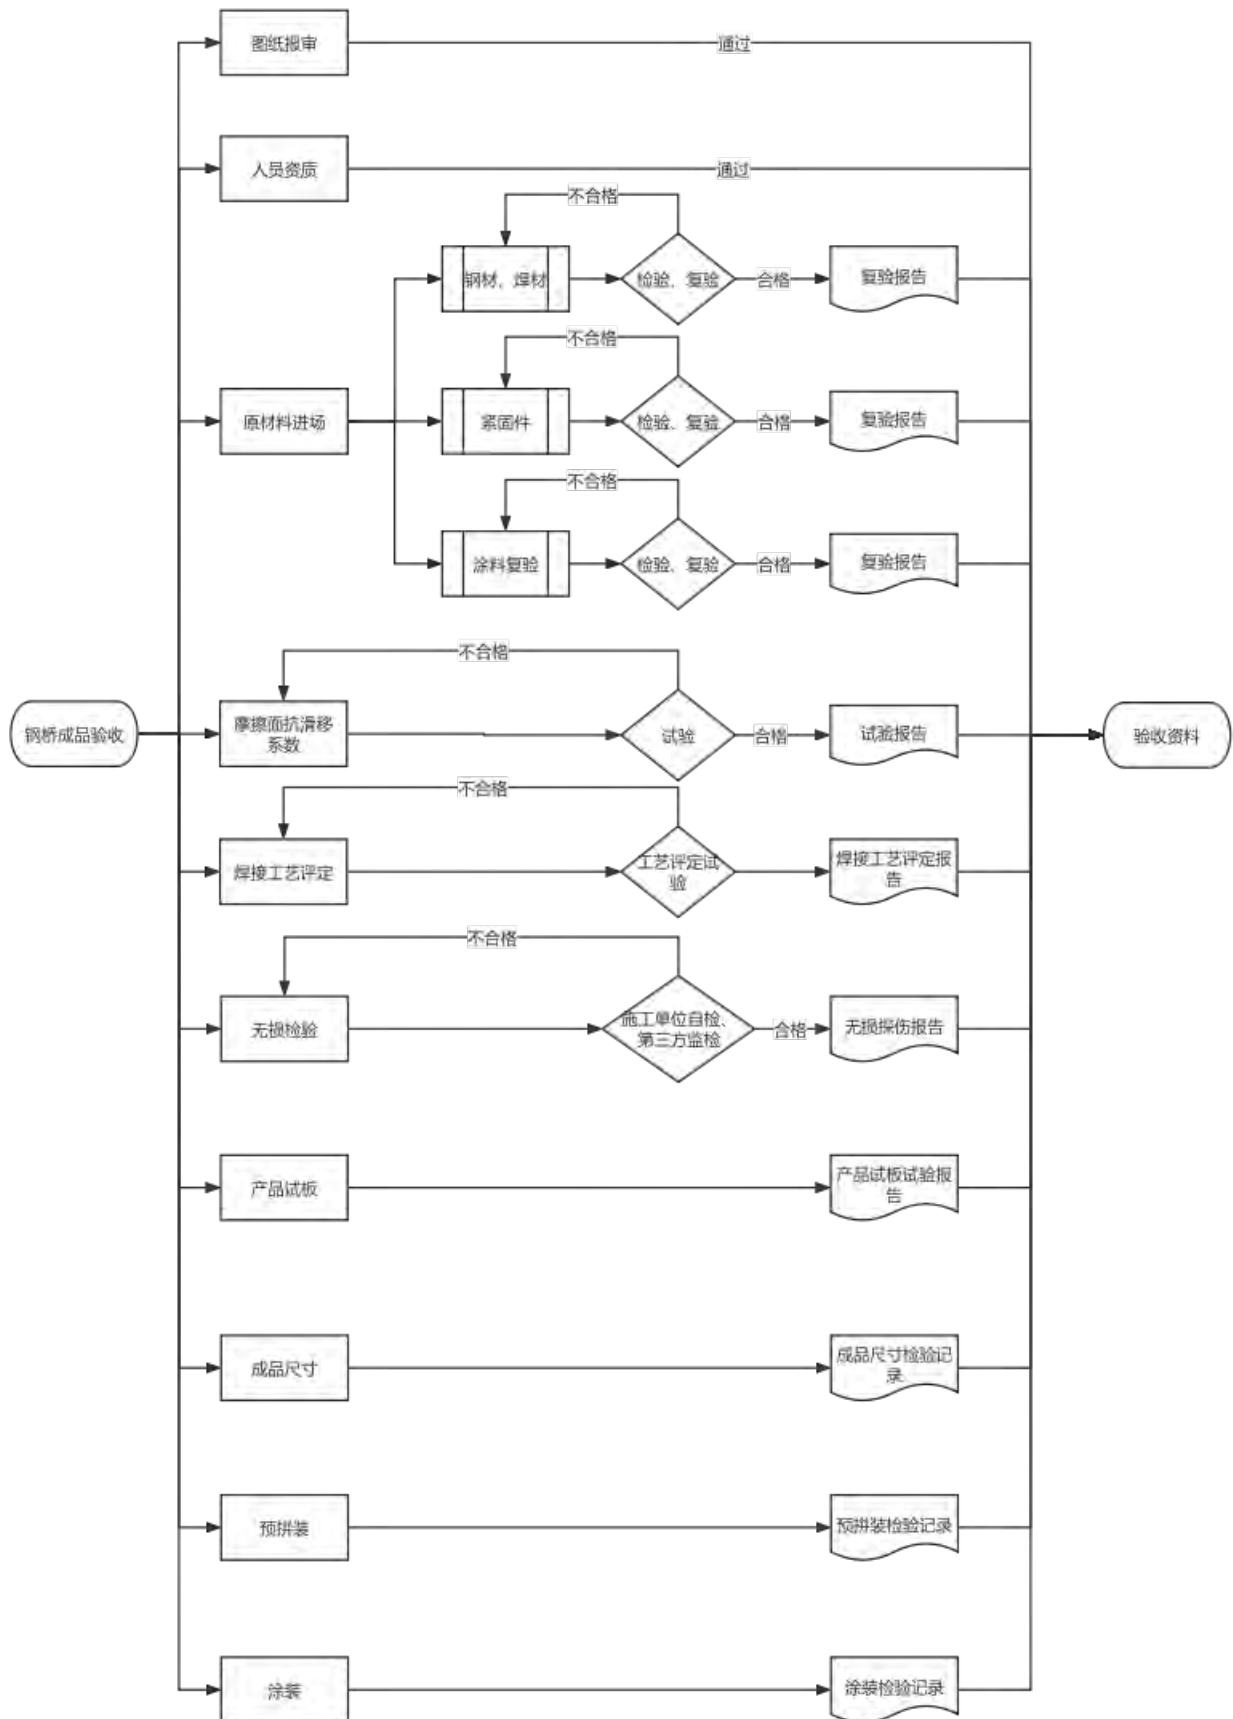 图纸报审
通过
人员资质
通过
不合格
钢材、焊材
检验、复验
合格
复验报告
不合格
原材料进场
紧固件
检验、复验
合格
复验报告
不合格
涂料复验
检验、复验
合格
复验报告
不合格
钢桥成品验收
摩擦面抗滑移
系数
试验
合格
试验报告
验收资料
不合格
焊接工艺评定
工艺评定试
验
焊接工艺评定报
告
不合格
无损检验
施工单位自检、
第三方监检
合格
无损探伤报告
产品试板
产品试板试验报
告
成品尺寸
成品尺寸检验记
录
预拼装
预拼装检验记录
涂装
涂装检验记录